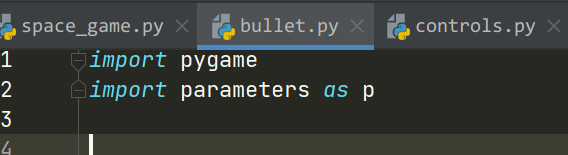 space_game.py bullet.py controls.py
1 import pygame
2 import parameters as p
3
4